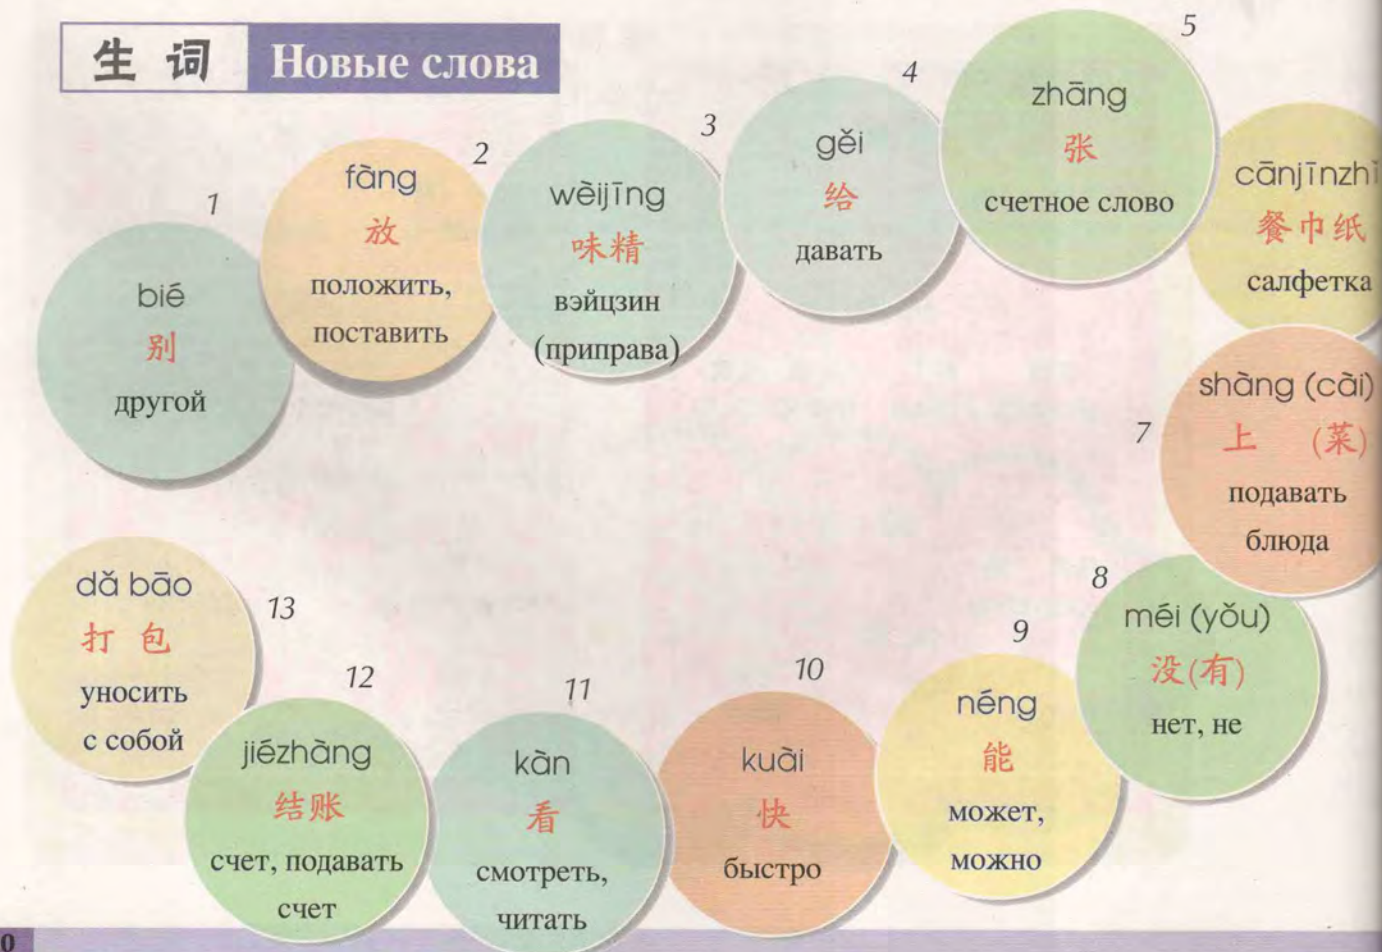 生 词 Новые слова
1
bié
别
другой
2
fàng
放
положить,
поставить
3
wèijīng
味精
вэйцзин
(приправа)
4
gěi
给
давать
5
zhāng
张
счетное слово
cānjīnzhǐ
餐巾纸
салфетка
7
shàng (cài)
上 (菜)
подавать
блюда
8
méi (yǒu)
没(有)
нет, не
9
néng
能
может,
можно
10
kuài
快
быстро
11
kàn
看
смотреть,
читать
12
jiézhàng
结账
счет, подавать
счет
13
dǎ bāo
打 包
уносить
с собой
0